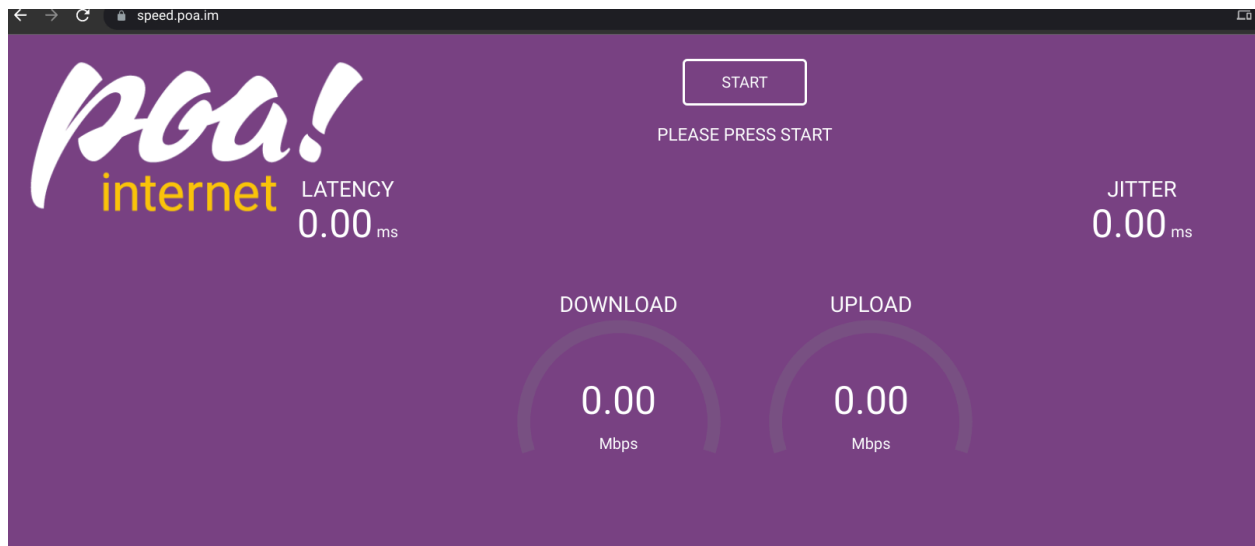 speed.poa.im
poa!
internet
START
PLEASE PRESS START
LATENCY
0.00 ms
JITTER
0.00 ms
DOWNLOAD
0.00
Mbps
UPLOAD
0.00
Mbps